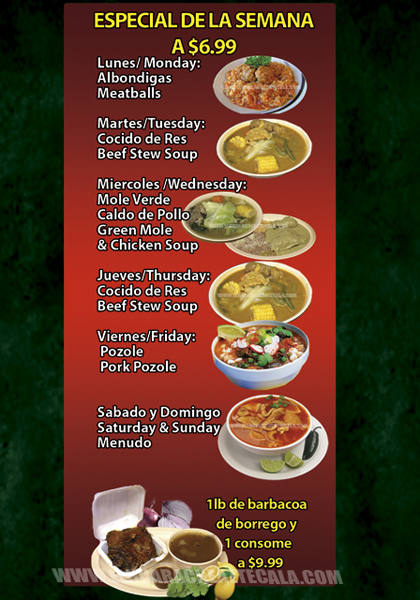 ESPECIAL DE LA SEMANA
A $6.99
Lunes/ Monday:
Albondigas
Meatballs
Martes/Tuesday:
Cocido de Res
Beef Stew Soup
Miercoles /Wednesday:
Mole Verde
Caldo de Pollo
Green Mole
& Chicken Soup
Jueves/Thursday:
Cocido de Res
Beef Stew Soup
Viernes/Friday:
Pozole
Pork Pozole
Sabado y Domingo
Saturday & Sunday
Menudo
1lb de barbacoa
de borrego y
1 consome
a $9.99